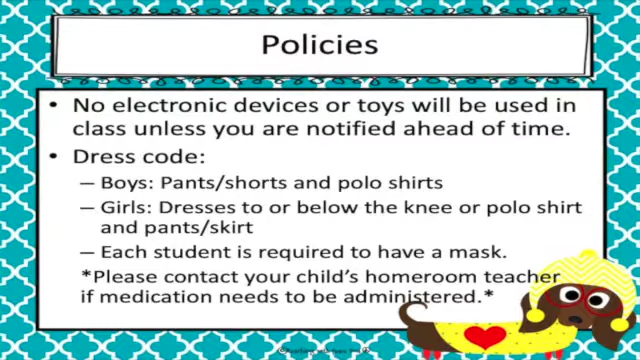 Policies
• No electronic devices or toys will be used in
class unless you are notified ahead of time.
• Dress code:
– Boys: Pants/shorts and polo shirts
– Girls: Dresses to or below the knee or polo shirt
and pants/skirt
– Each student is required to have a mask.
*Please contact your child's homeroom teacher
if medication needs to be administered.*